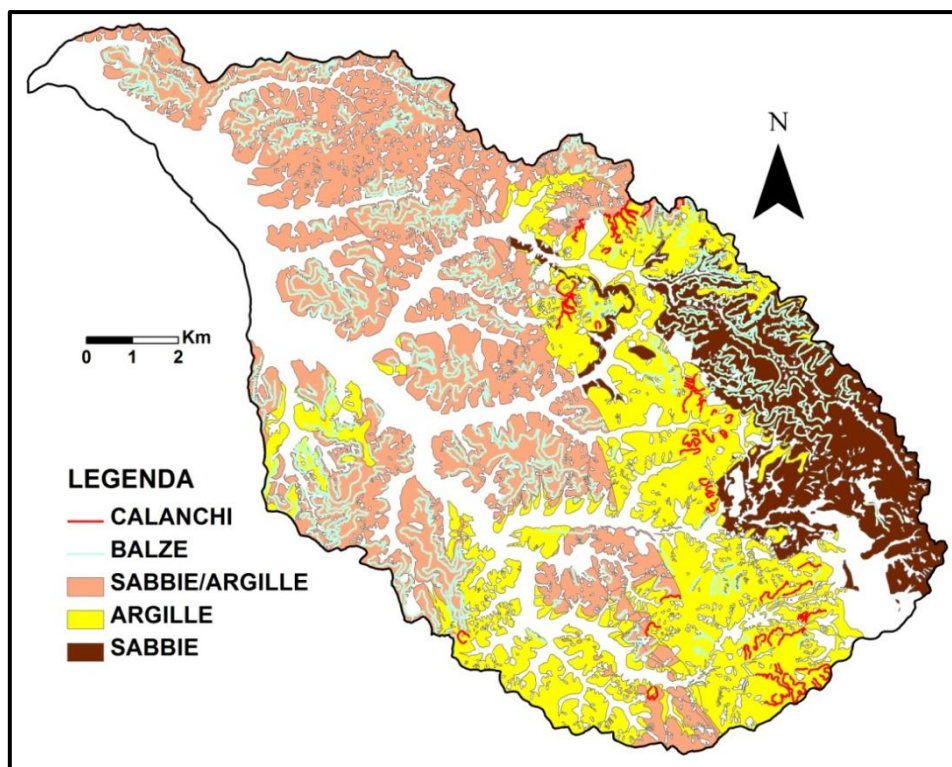 N
Km
0 1 2
LEGENDA
CALANCHI
BALZE
SABBIE/ARGILLE
ARGILLE
SABBIE